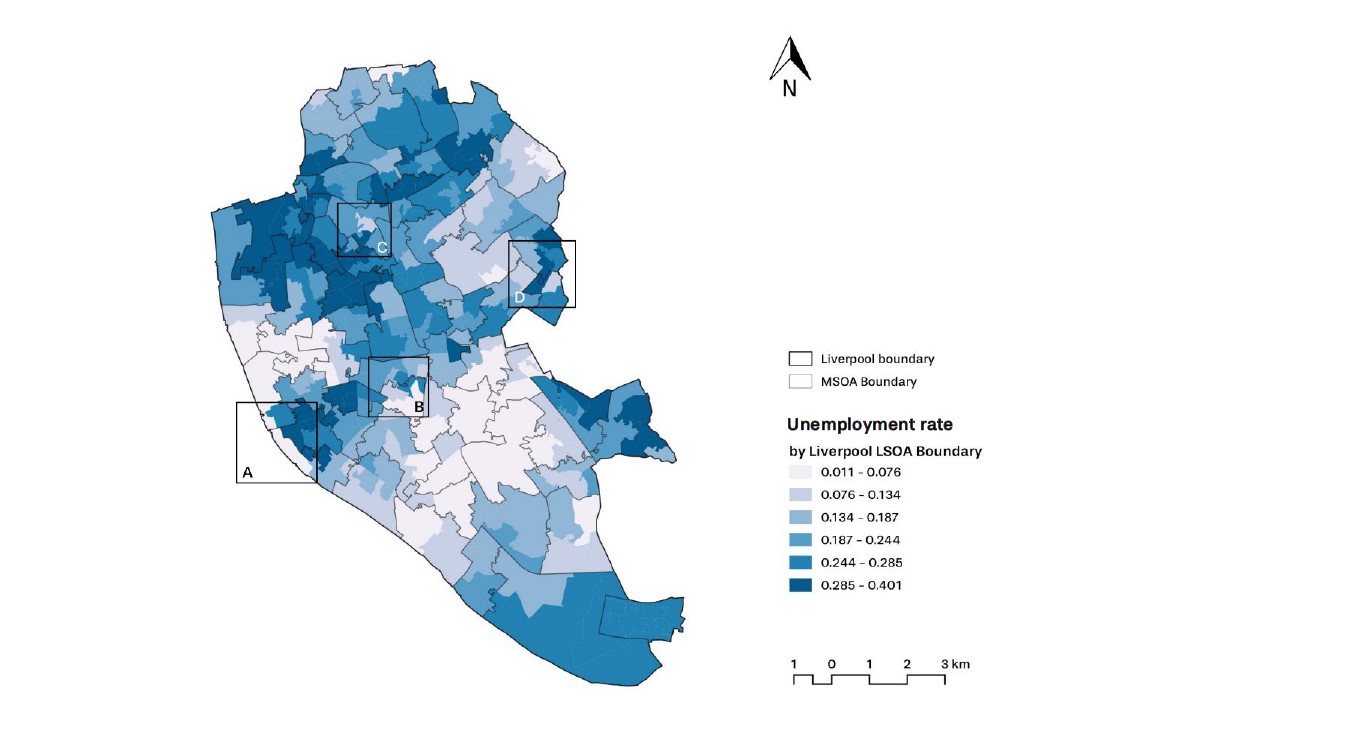 N
C
D
B
A
Liverpool boundary
MSOA Boundary
Unemployment rate
by Liverpool LSOA Boundary
0.011 - 0.076
0.076 - 0.134
0.134 - 0.187
0.187 - 0.244
0.244 - 0.285
0.285 - 0.401
1 0 1 2 3 km